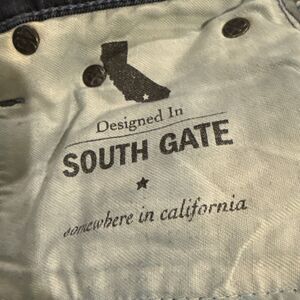 Designed In
SOUTH GATE
somewhere in california